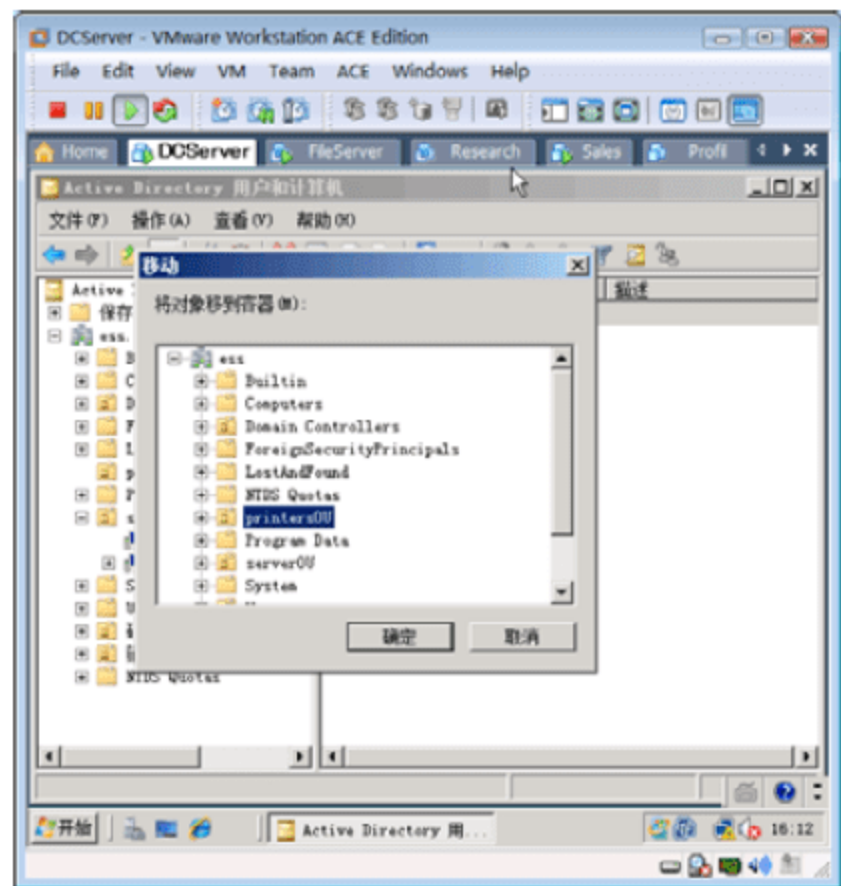 DCServer - VMware Workstation ACE Edition
File Edit View VM Team ACE Windows Help
Home DCServer FileServer Research Sales Profi
Active Directory 用户和计算机
文件(F) 操作(A) 查看(V) 帮助(H)
移动
Active
描述
将对象移到容器(M):
保存
ess.
ess
Builtin
Computers
Domain Controllers
ForeignSecurityPrincipals
LostAndFound
NTDS Quotas
printersOU
Program Data
serverOU
System
确定 取消
NTDS Quotas
开始 Active Directory 用... 16:12